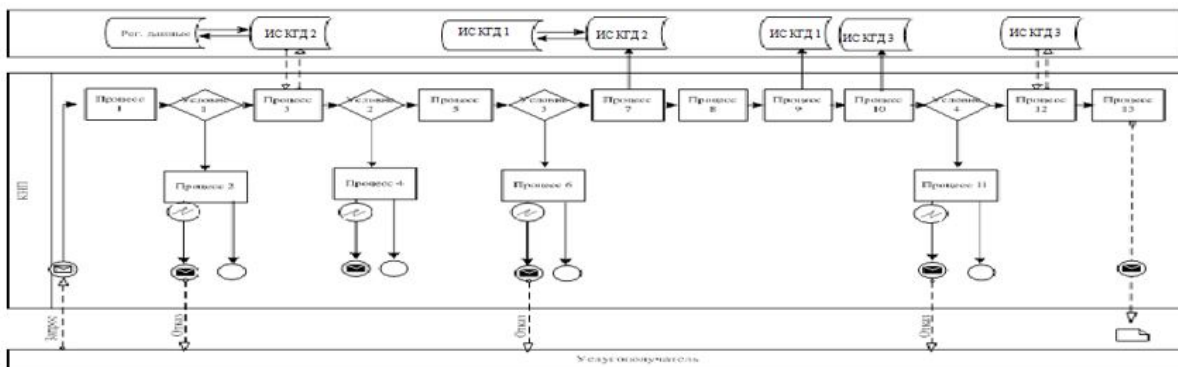 Рег. данные
ИС КГД 2
ИС КГД 1
ИС КГД 2
ИС КГД 1
ИС КГД 3
ИС КГД 3
Процесс
1
Условие
1
Процесс
3
Условие
2
Процесс
5
Условие
3
Процесс
7
Процесс
8
Процесс
9
Процесс
10
Условие
4
Процесс
12
Процесс
13
Процесс 2
Процесс 4
Процесс 6
Процесс 11
КНП
Запрос
Отказ
Отказ
Отказ
Услугополучатель